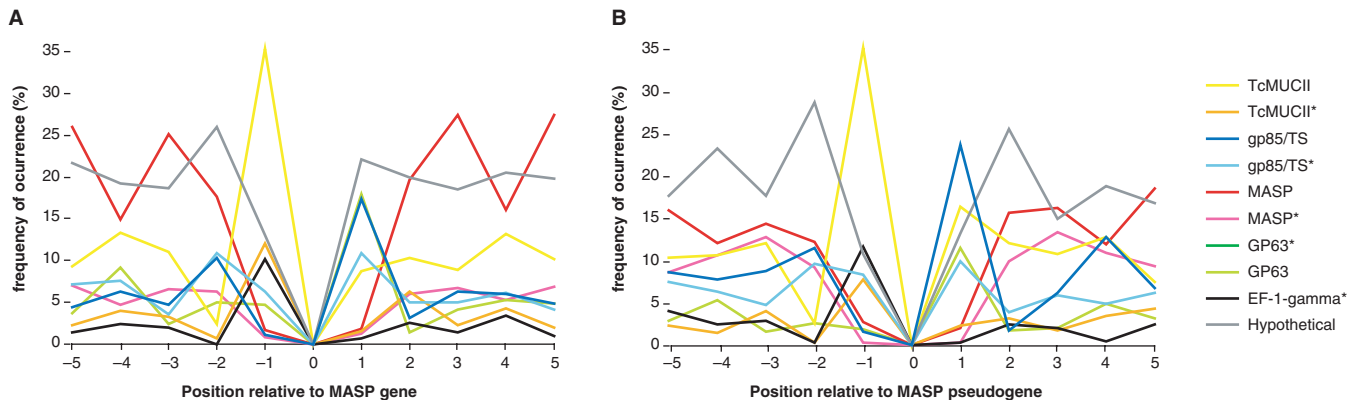 A
frequency of ocurrence (%)
35
30
25
20
15
10
5
0
–5 –4 –3 –2 –1 0 1 2 3 4 5
Position relative to MASP gene
B
frequency of ocurrence (%)
35
30
25
20
15
10
5
0
–5 –4 –3 –2 –1 0 1 2 3 4 5
Position relative to MASP pseudogene
TcMUCII
TcMUCII*
gp85/TS
gp85/TS*
MASP
MASP*
GP63*
GP63
EF-1-gamma*
Hypothetical